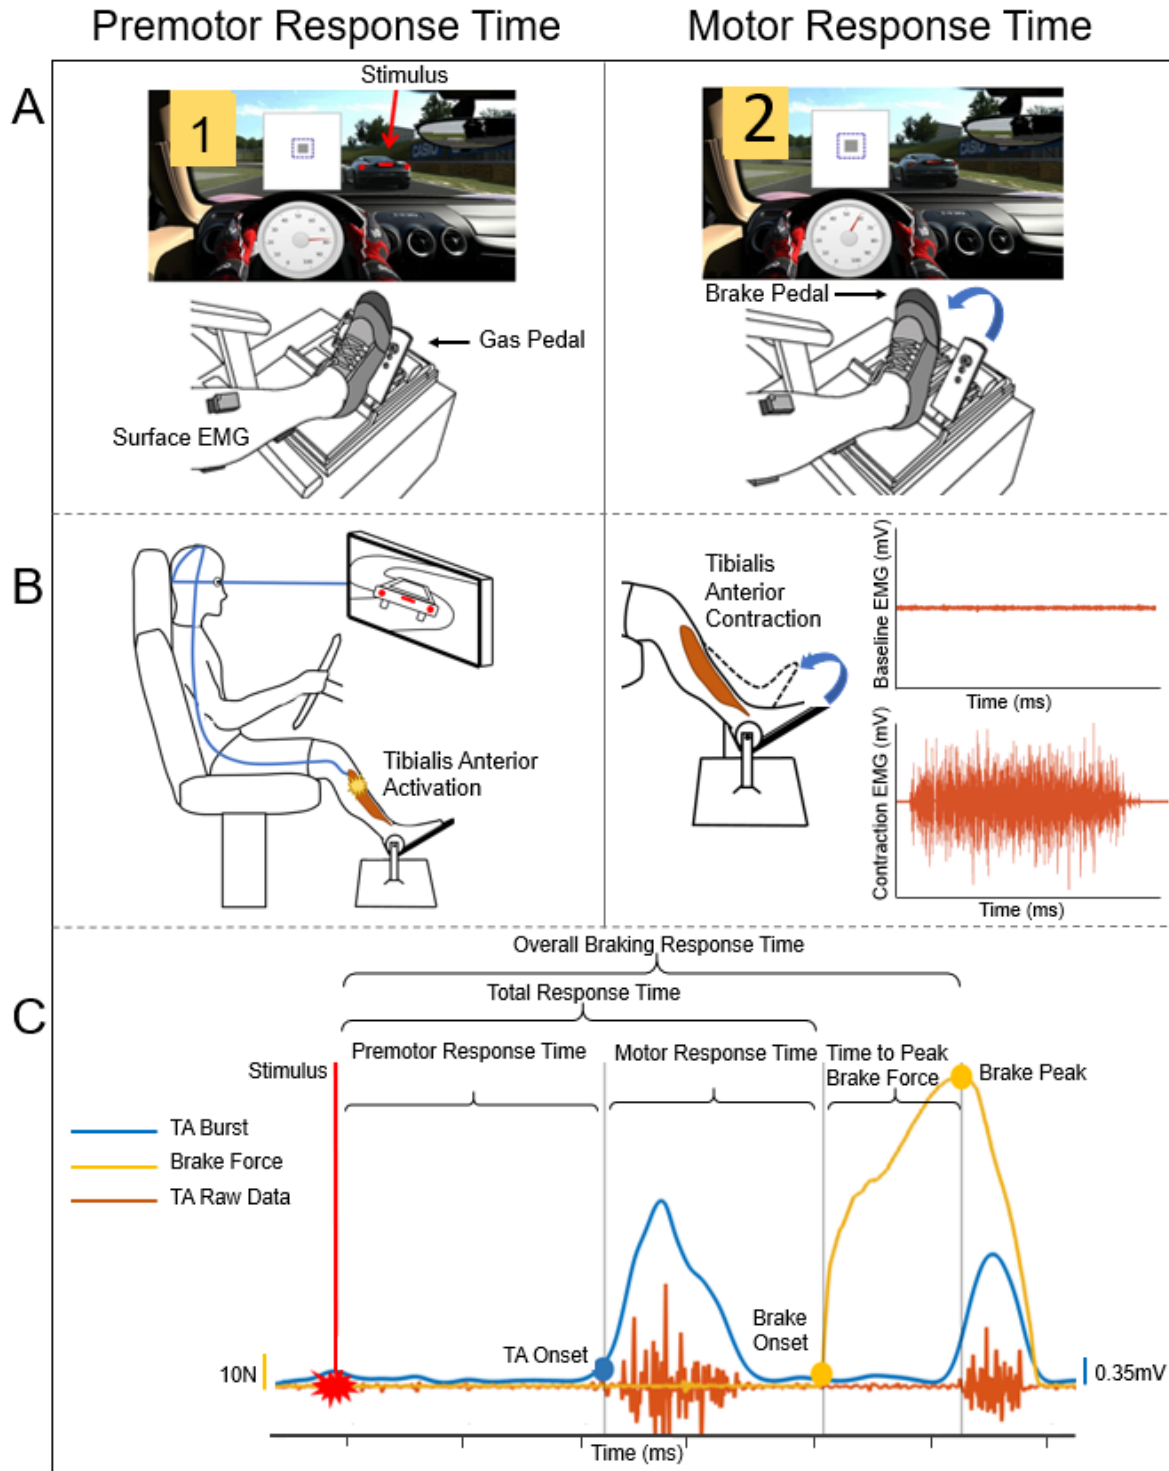 Premotor Response Time
Motor Response Time
A
Stimulus
1
2
Gas Pedal
Surface EMG
Brake Pedal
B
Tibialis Anterior
Activation
Tibialis
Anterior
Contraction
Baseline EMG (mV)
Time (ms)
Contraction EMG (mV)
Time (ms)
C
Overall Braking Response Time
Total Response Time
Premotor Response Time
Motor Response Time
Time to Peak
Brake Force
Stimulus
Brake Peak
TA Burst
Brake Force
TA Raw Data
TA Onset
Brake
Onset
10N
0.35mV
Time (ms)